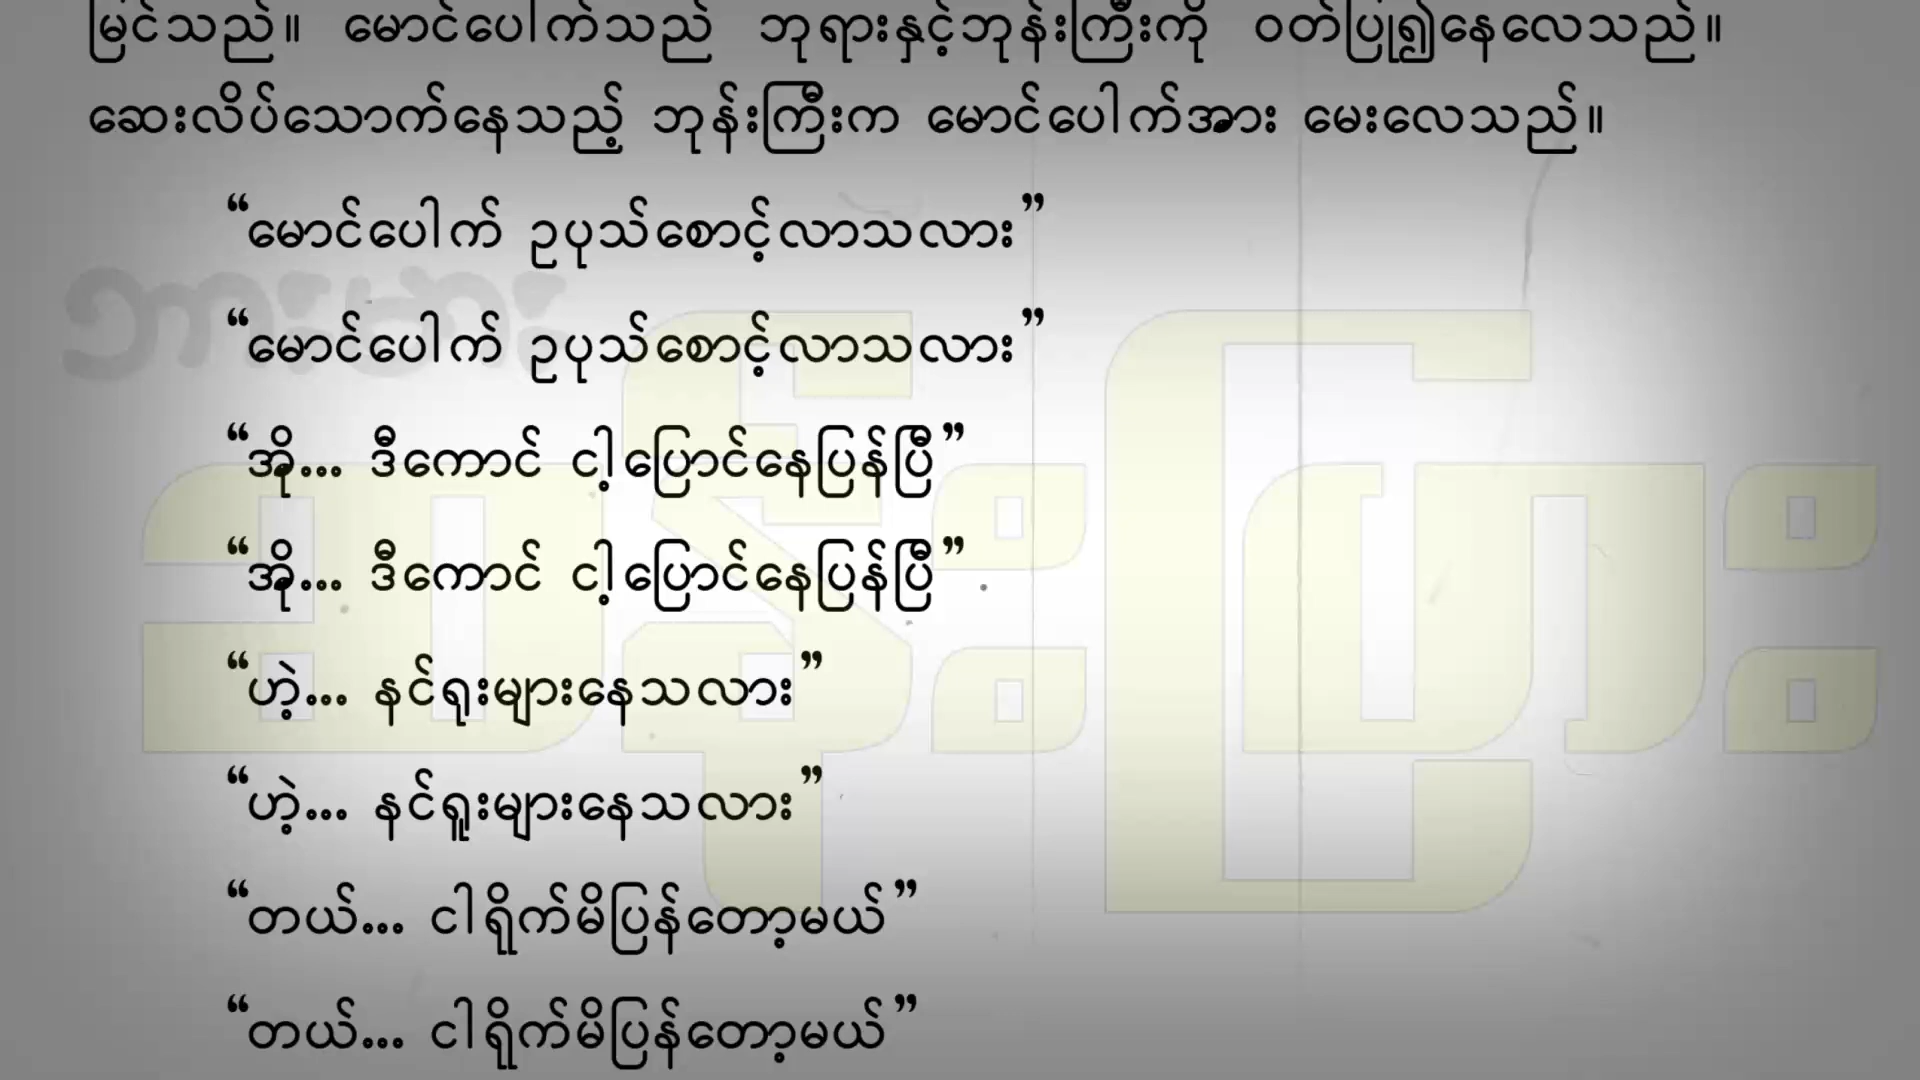 မြင်သည်။ မောင်ပေါက်သည် ဘုရားနှင့်ဘုန်းကြီးကို ဝတ်ပြု၍နေလေသည်။
ဆေးလိပ်သောက်နေသည့် ဘုန်းကြီးက မောင်ပေါက်အား မေးလေသည်။
“မောင်ပေါက် ဥပုသ်စောင့်လာသလား”
“မောင်ပေါက် ဥပုသ်စောင့်လာသလား”
“အို... ဒီကောင် ငါ့ပြောင်နေပြန်ပြီ”
“အို... ဒီကောင် ငါ့ပြောင်နေပြန်ပြီ”
“ဟဲ့... နင်ရုးများနေသလား”
“ဟဲ့... နင်ရူးများနေသလား”
“တယ်... ငါရိုက်မိပြန်တော့မယ်”
“တယ်... ငါရိုက်မိပြန်တော့မယ်”